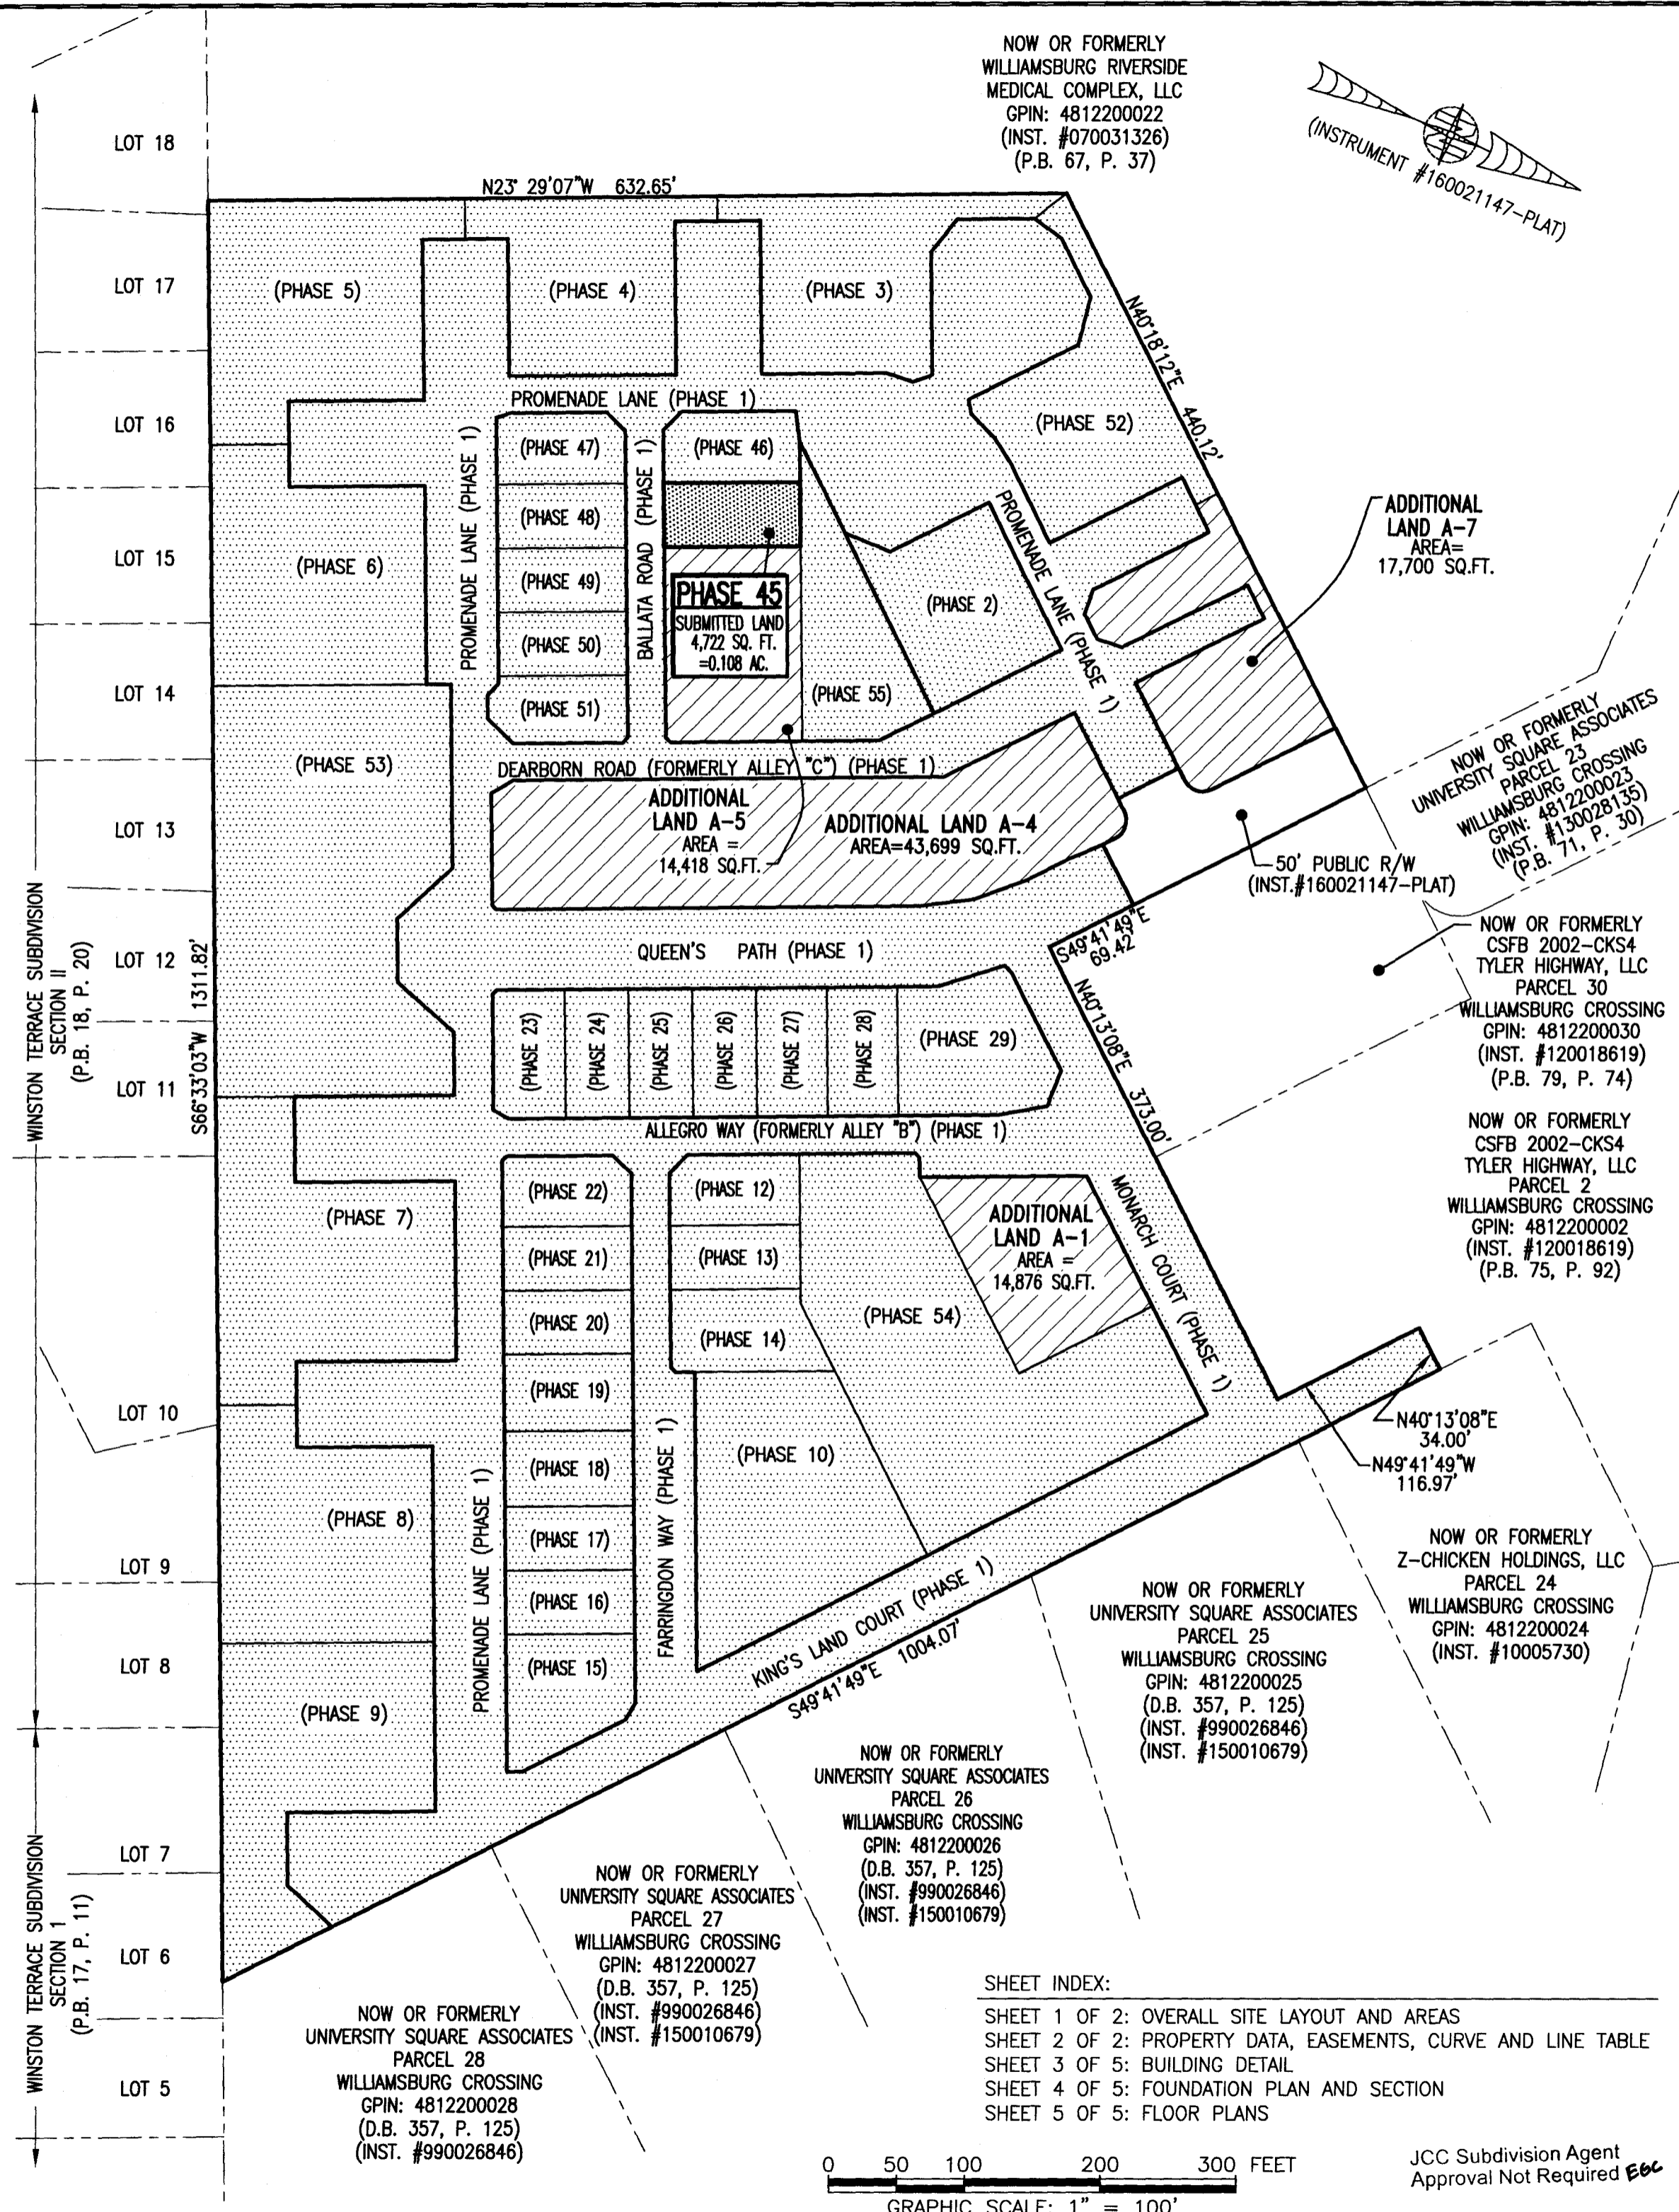 NOW OR FORMERLY
WILLIAMSBURG RIVERSIDE
MEDICAL COMPLEX, LLC
GPIN: 4812200022
(INST. #070031326)
(P.B. 67, P. 37)
(INSTRUMENT #160021147-PLAT)
LOT 18
LOT 17
LOT 16
LOT 15
LOT 14
LOT 13
LOT 12
LOT 11
LOT 10
LOT 9
LOT 8
LOT 7
LOT 6
LOT 5
WINSTON TERRACE SUBDIVISION
SECTION II
(P.B. 18, P. 20)
WINSTON TERRACE SUBDIVISION
SECTION 1
(P.B. 17, P. 11)
S66°33'03"W 1311.82'
N23° 29'07"W 632.65'
N40°18'12"E 440.12'
(PHASE 5)
(PHASE 4)
(PHASE 3)
PROMENADE LANE (PHASE 1)
(PHASE 52)
PROMENADE LANE (PHASE 1)
(PHASE 47)
(PHASE 48)
(PHASE 49)
(PHASE 50)
(PHASE 51)
BALLATA ROAD (PHASE 1)
(PHASE 46)
PHASE 45
SUBMITTED LAND
4,722 SQ. FT.
=0.108 AC.
(PHASE 6)
(PHASE 2)
(PHASE 55)
PROMENADE LANE (PHASE 1)
ADDITIONAL
LAND A-7
AREA=
17,700 SQ.FT.
(PHASE 53)
DEARBORN ROAD (FORMERLY ALLEY "C") (PHASE 1)
ADDITIONAL
LAND A-5
AREA =
14,418 SQ.FT.
ADDITIONAL LAND A-4
AREA=43,699 SQ.FT.
50' PUBLIC R/W
(INST.#160021147-PLAT)
NOW OR FORMERLY
UNIVERSITY SQUARE ASSOCIATES
PARCEL 23
WILLIAMSBURG CROSSING
GPIN: 4812200023
(INST. #130028135)
(P.B. 71, P. 30)
QUEEN'S PATH (PHASE 1)
S49°41'49"E
69.42'
N40°13'08"E 373.00'
NOW OR FORMERLY
CSFB 2002-CKS4
TYLER HIGHWAY, LLC
PARCEL 30
WILLIAMSBURG CROSSING
GPIN: 4812200030
(INST. #120018619)
(P.B. 79, P. 74)
(PHASE 23)
(PHASE 24)
(PHASE 25)
(PHASE 26)
(PHASE 27)
(PHASE 28)
(PHASE 29)
ALLEGRO WAY (FORMERLY ALLEY "B") (PHASE 1)
NOW OR FORMERLY
CSFB 2002-CKS4
TYLER HIGHWAY, LLC
PARCEL 2
WILLIAMSBURG CROSSING
GPIN: 4812200002
(INST. #120018619)
(P.B. 75, P. 92)
(PHASE 7)
(PHASE 22)
(PHASE 21)
(PHASE 20)
(PHASE 19)
(PHASE 18)
(PHASE 17)
(PHASE 16)
(PHASE 15)
(PHASE 12)
(PHASE 13)
(PHASE 14)
(PHASE 54)
ADDITIONAL
LAND A-1
AREA =
14,876 SQ.FT.
MONARCH COURT (PHASE 1)
(PHASE 10)
(PHASE 8)
(PHASE 9)
PROMENADE LANE (PHASE 1)
FARRINGDON WAY (PHASE 1)
KING'S LAND COURT (PHASE 1)
S49°41'49"E 1004.07'
N40°13'08"E
34.00'
N49°41'49"W
116.97'
NOW OR FORMERLY
Z-CHICKEN HOLDINGS, LLC
PARCEL 24
WILLIAMSBURG CROSSING
GPIN: 4812200024
(INST. #10005730)
NOW OR FORMERLY
UNIVERSITY SQUARE ASSOCIATES
PARCEL 25
WILLIAMSBURG CROSSING
GPIN: 4812200025
(D.B. 357, P. 125)
(INST. #990026846)
(INST. #150010679)
NOW OR FORMERLY
UNIVERSITY SQUARE ASSOCIATES
PARCEL 26
WILLIAMSBURG CROSSING
GPIN: 4812200026
(D.B. 357, P. 125)
(INST. #990026846)
(INST. #150010679)
NOW OR FORMERLY
UNIVERSITY SQUARE ASSOCIATES
PARCEL 27
WILLIAMSBURG CROSSING
GPIN: 4812200027
(D.B. 357, P. 125)
(INST. #990026846)
(INST. #150010679)
NOW OR FORMERLY
UNIVERSITY SQUARE ASSOCIATES
PARCEL 28
WILLIAMSBURG CROSSING
GPIN: 4812200028
(D.B. 357, P. 125)
(INST. #990026846)
SHEET INDEX:
SHEET 1 OF 2: OVERALL SITE LAYOUT AND AREAS
SHEET 2 OF 2: PROPERTY DATA, EASEMENTS, CURVE AND LINE TABLE
SHEET 3 OF 5: BUILDING DETAIL
SHEET 4 OF 5: FOUNDATION PLAN AND SECTION
SHEET 5 OF 5: FLOOR PLANS
0 50 100 200 300 FEET
GRAPHIC SCALE: 1" = 100'
JCC Subdivision Agent
Approval Not Required EGC